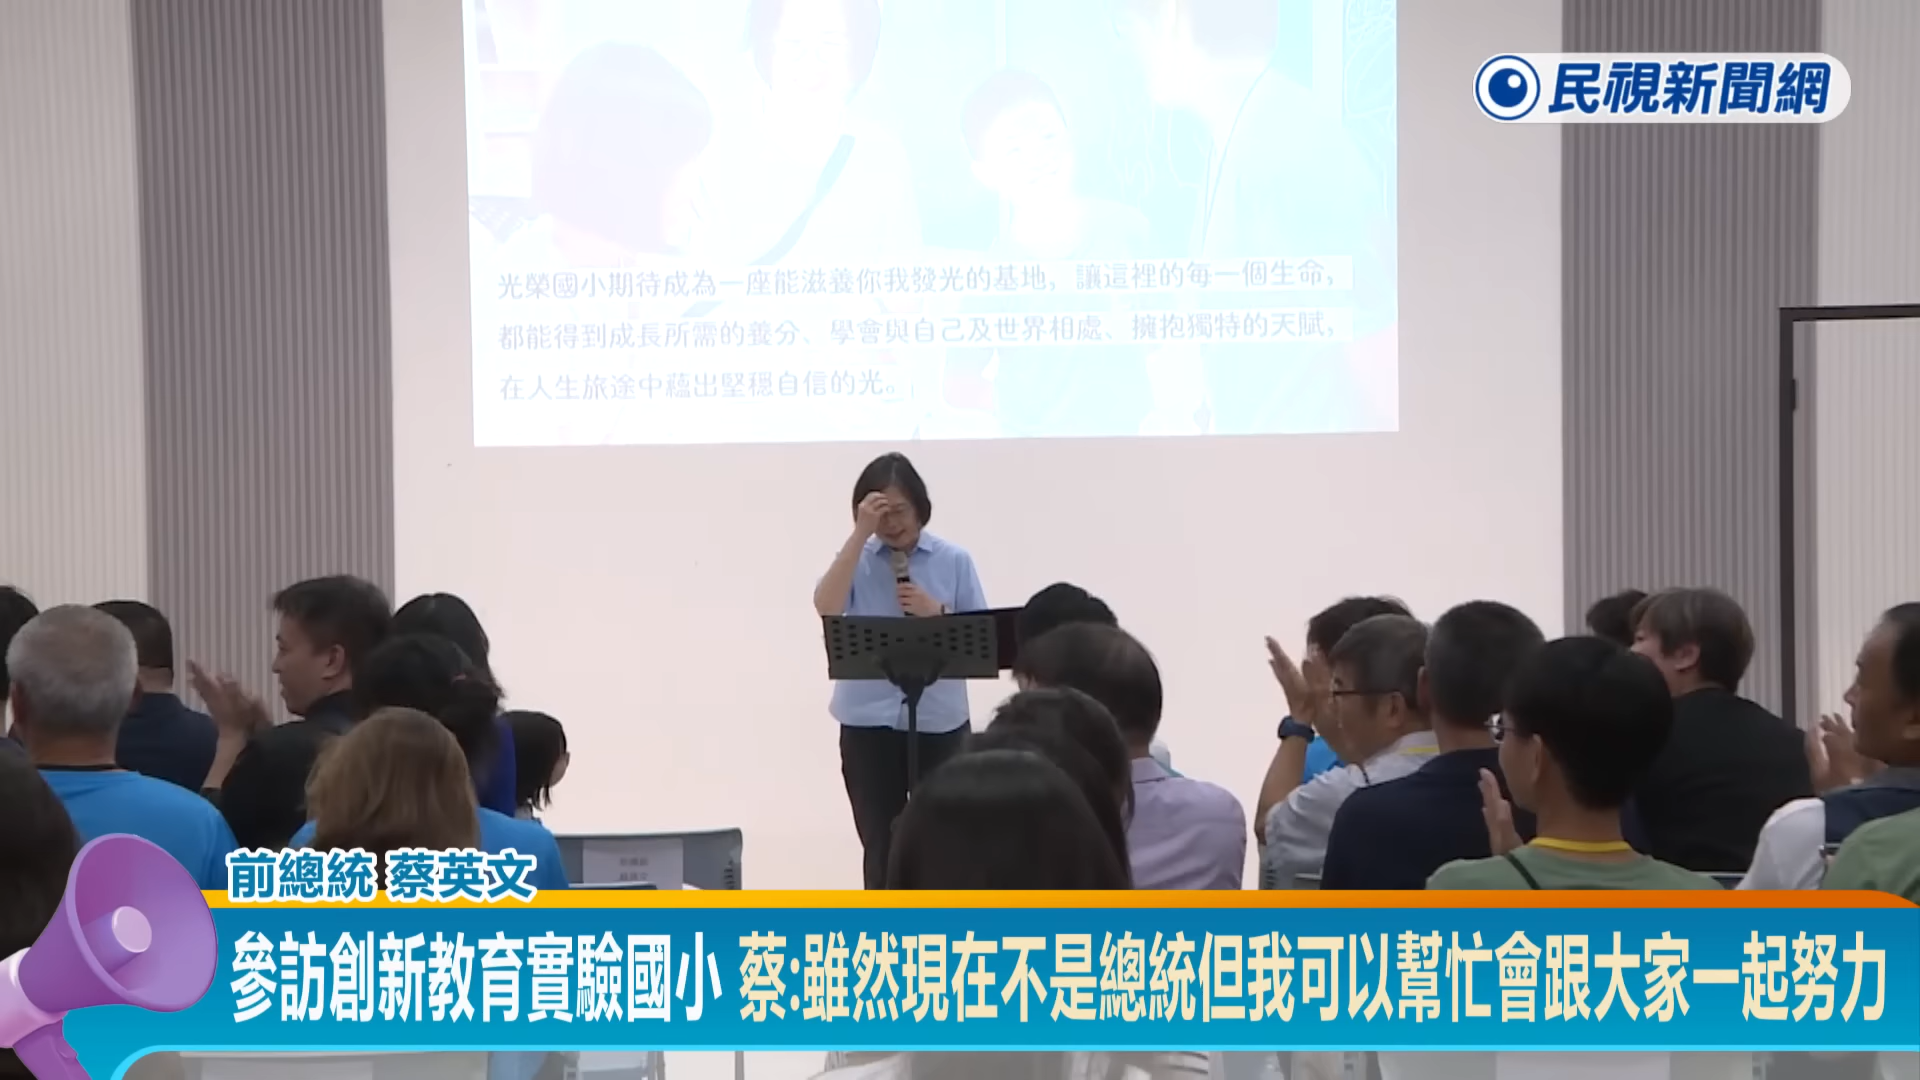 民視新聞網
光榮國小期待成為一座能滋養你我發光的基地，讓這裡的每一個生命，
都能得到成長所需的養分、學會與自己及世界相處、擁抱獨特的天賦，
在人生旅途中蘊出堅穩自信的光。
前總統 蔡英文
參訪創新教育實驗國小 蔡:雖然現在不是總統但我可以幫忙會跟大家一起努力